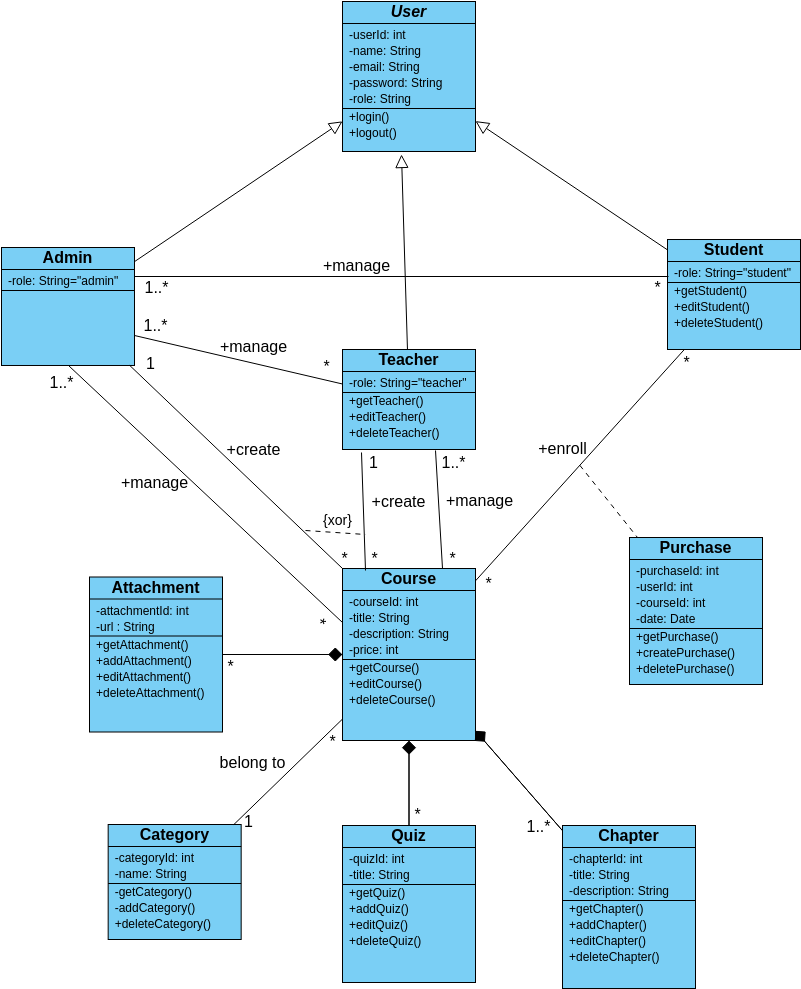 User
-userId: int
-name: String
-email: String
-password: String
-role: String
+login()
+logout()
Admin
-role: String="admin"
Student
-role: String="student"
+getStudent()
+editStudent()
+deleteStudent()
+manage
1..*
*
1..*
+manage
*
1
1..*
Teacher
-role: String="teacher"
+getTeacher()
+editTeacher()
+deleteTeacher()
*
+create
+manage
1
1..*
+enroll
+create
+manage
{xor}
*
*
*
*
*
Purchase
-purchaseId: int
-userId: int
-courseId: int
-date: Date
+getPurchase()
+createPurchase()
+deletePurchase()
Course
-courseId: int
-title: String
-description: String
-price: int
+getCourse()
+editCourse()
+deleteCourse()
Attachment
-attachmentId: int
-url : String
+getAttachment()
+addAttachment()
+editAttachment()
+deleteAttachment()
*
*
belong to
1
*
1..*
Category
-categoryId: int
-name: String
-getCategory()
-addCategory()
+deleteCategory()
Quiz
-quizId: int
-title: String
+getQuiz()
+addQuiz()
+editQuiz()
+deleteQuiz()
Chapter
-chapterId: int
-title: String
-description: String
+getChapter()
+addChapter()
+editChapter()
+deleteChapter()